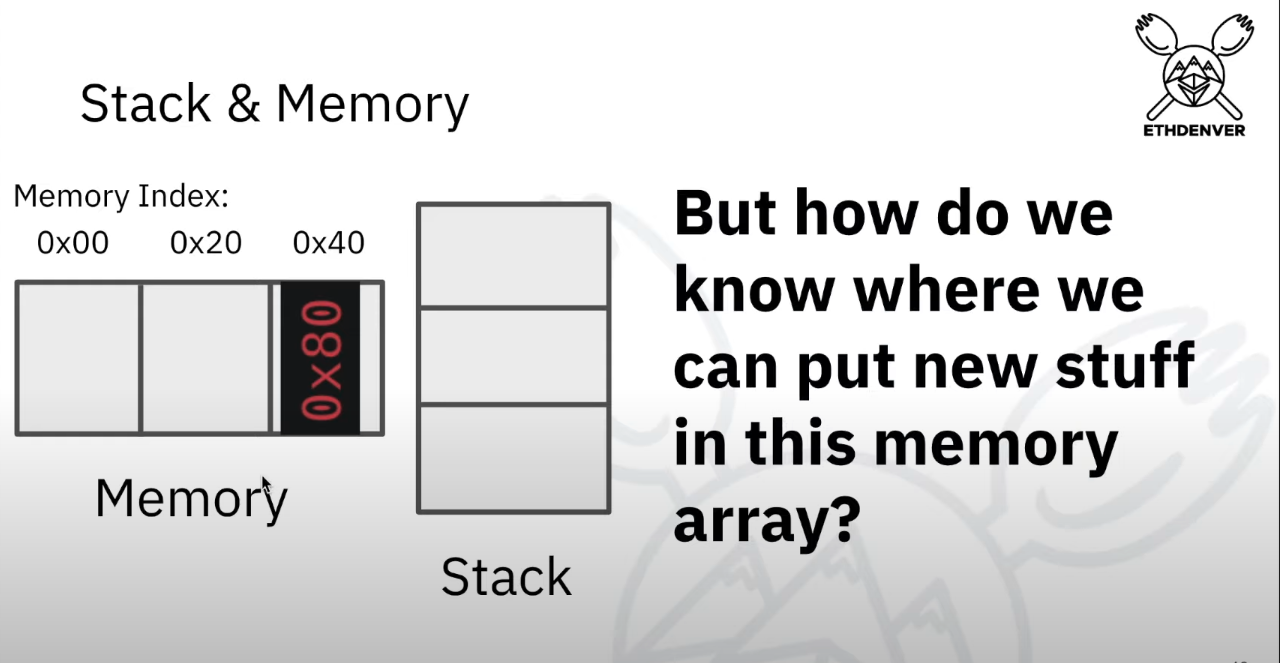 ETHDENVER
Stack & Memory
Memory Index:
0x00 0x20 0x40
0x80
Memory
Stack
But how do we
know where we
can put new stuff
in this memory
array?